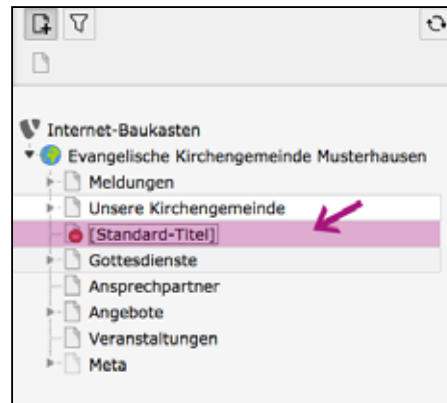 Internet-Baukasten
Evangelische Kirchengemeinde Musterhausen
Meldungen
Unsere Kirchengemeinde
[Standard-Titel]
Gottesdienste
Ansprechpartner
Angebote
Veranstaltungen
Meta